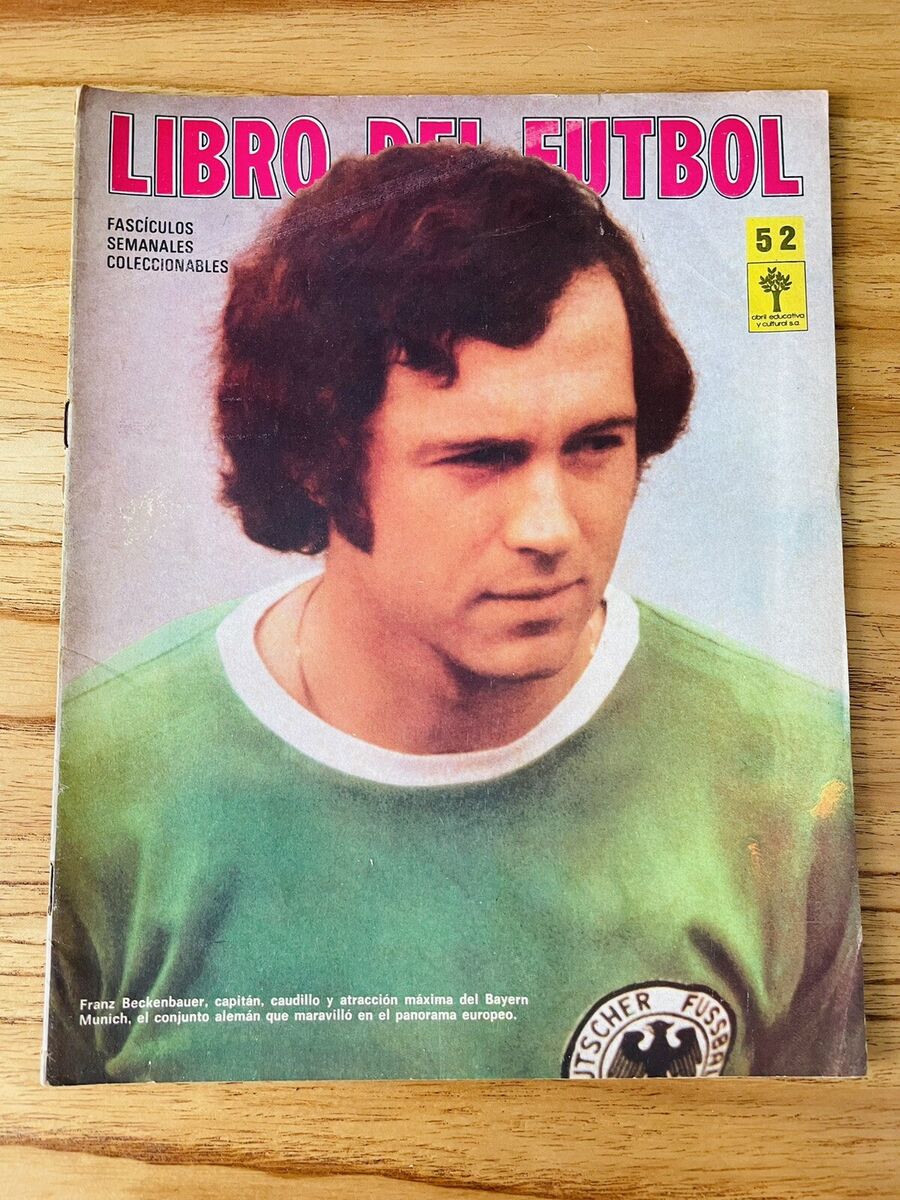 LIBRO DEL FUTBOL
FASCÍCULOS
SEMANALES
COLECCIONABLES
52
abril educativa
y cultural s.a.
Franz Beckenbauer, capitán, caudillo y atracción máxima del Bayern
Munich, el conjunto alemán que maravilló en el panorama europeo.
UTSCHER FUSSBA